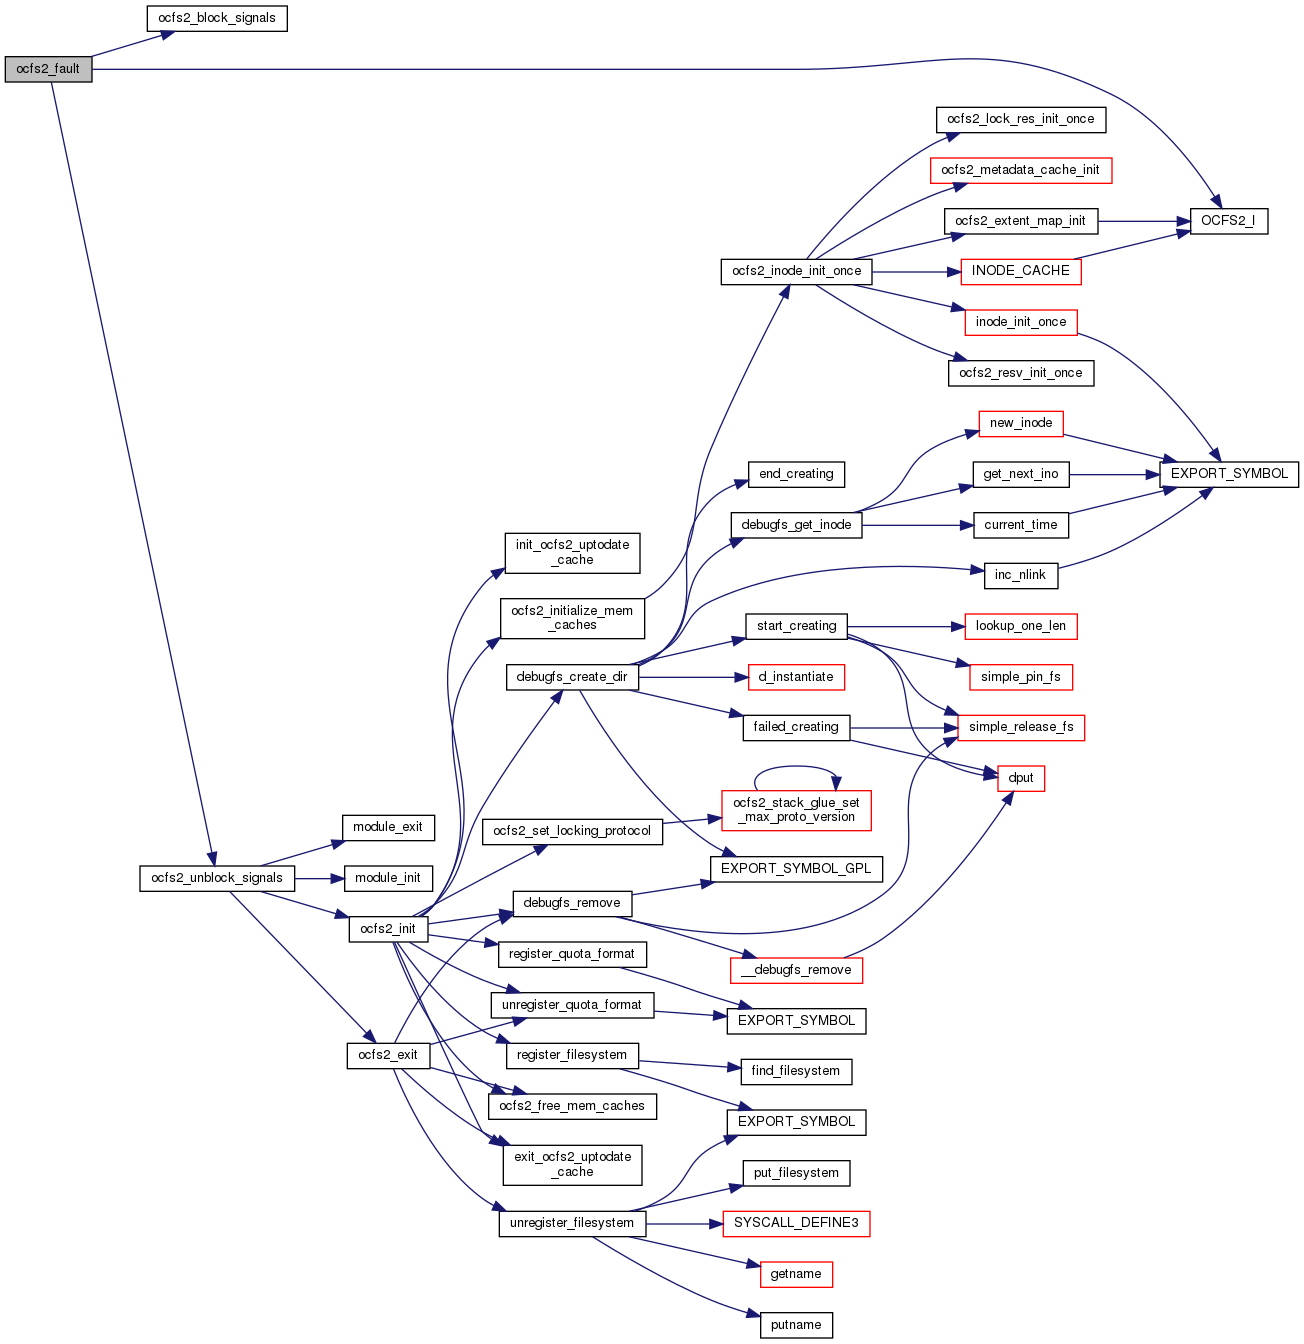 ocfs2_block_signals
ocfs2_fault
ocfs2_lock_res_init_once
ocfs2_metadata_cache_init
ocfs2_extent_map_init
OCFS2_I
ocfs2_inode_init_once
INODE_CACHE
inode_init_once
ocfs2_resv_init_once
new_inode
end_creating
get_next_ino
EXPORT_SYMBOL
debugfs_get_inode
current_time
init_ocfs2_uptodate
_cache
inc_nlink
ocfs2_initialize_mem
_caches
start_creating
lookup_one_len
debugfs_create_dir
d_instantiate
simple_pin_fs
failed_creating
simple_release_fs
dput
ocfs2_stack_glue_set
_max_proto_version
module_exit
ocfs2_set_locking_protocol
EXPORT_SYMBOL_GPL
ocfs2_unblock_signals
module_init
debugfs_remove
ocfs2_init
register_quota_format
__debugfs_remove
unregister_quota_format
EXPORT_SYMBOL
ocfs2_exit
register_filesystem
find_filesystem
ocfs2_free_mem_caches
EXPORT_SYMBOL
exit_ocfs2_uptodate
_cache
put_filesystem
unregister_filesystem
SYSCALL_DEFINE3
getname
putname